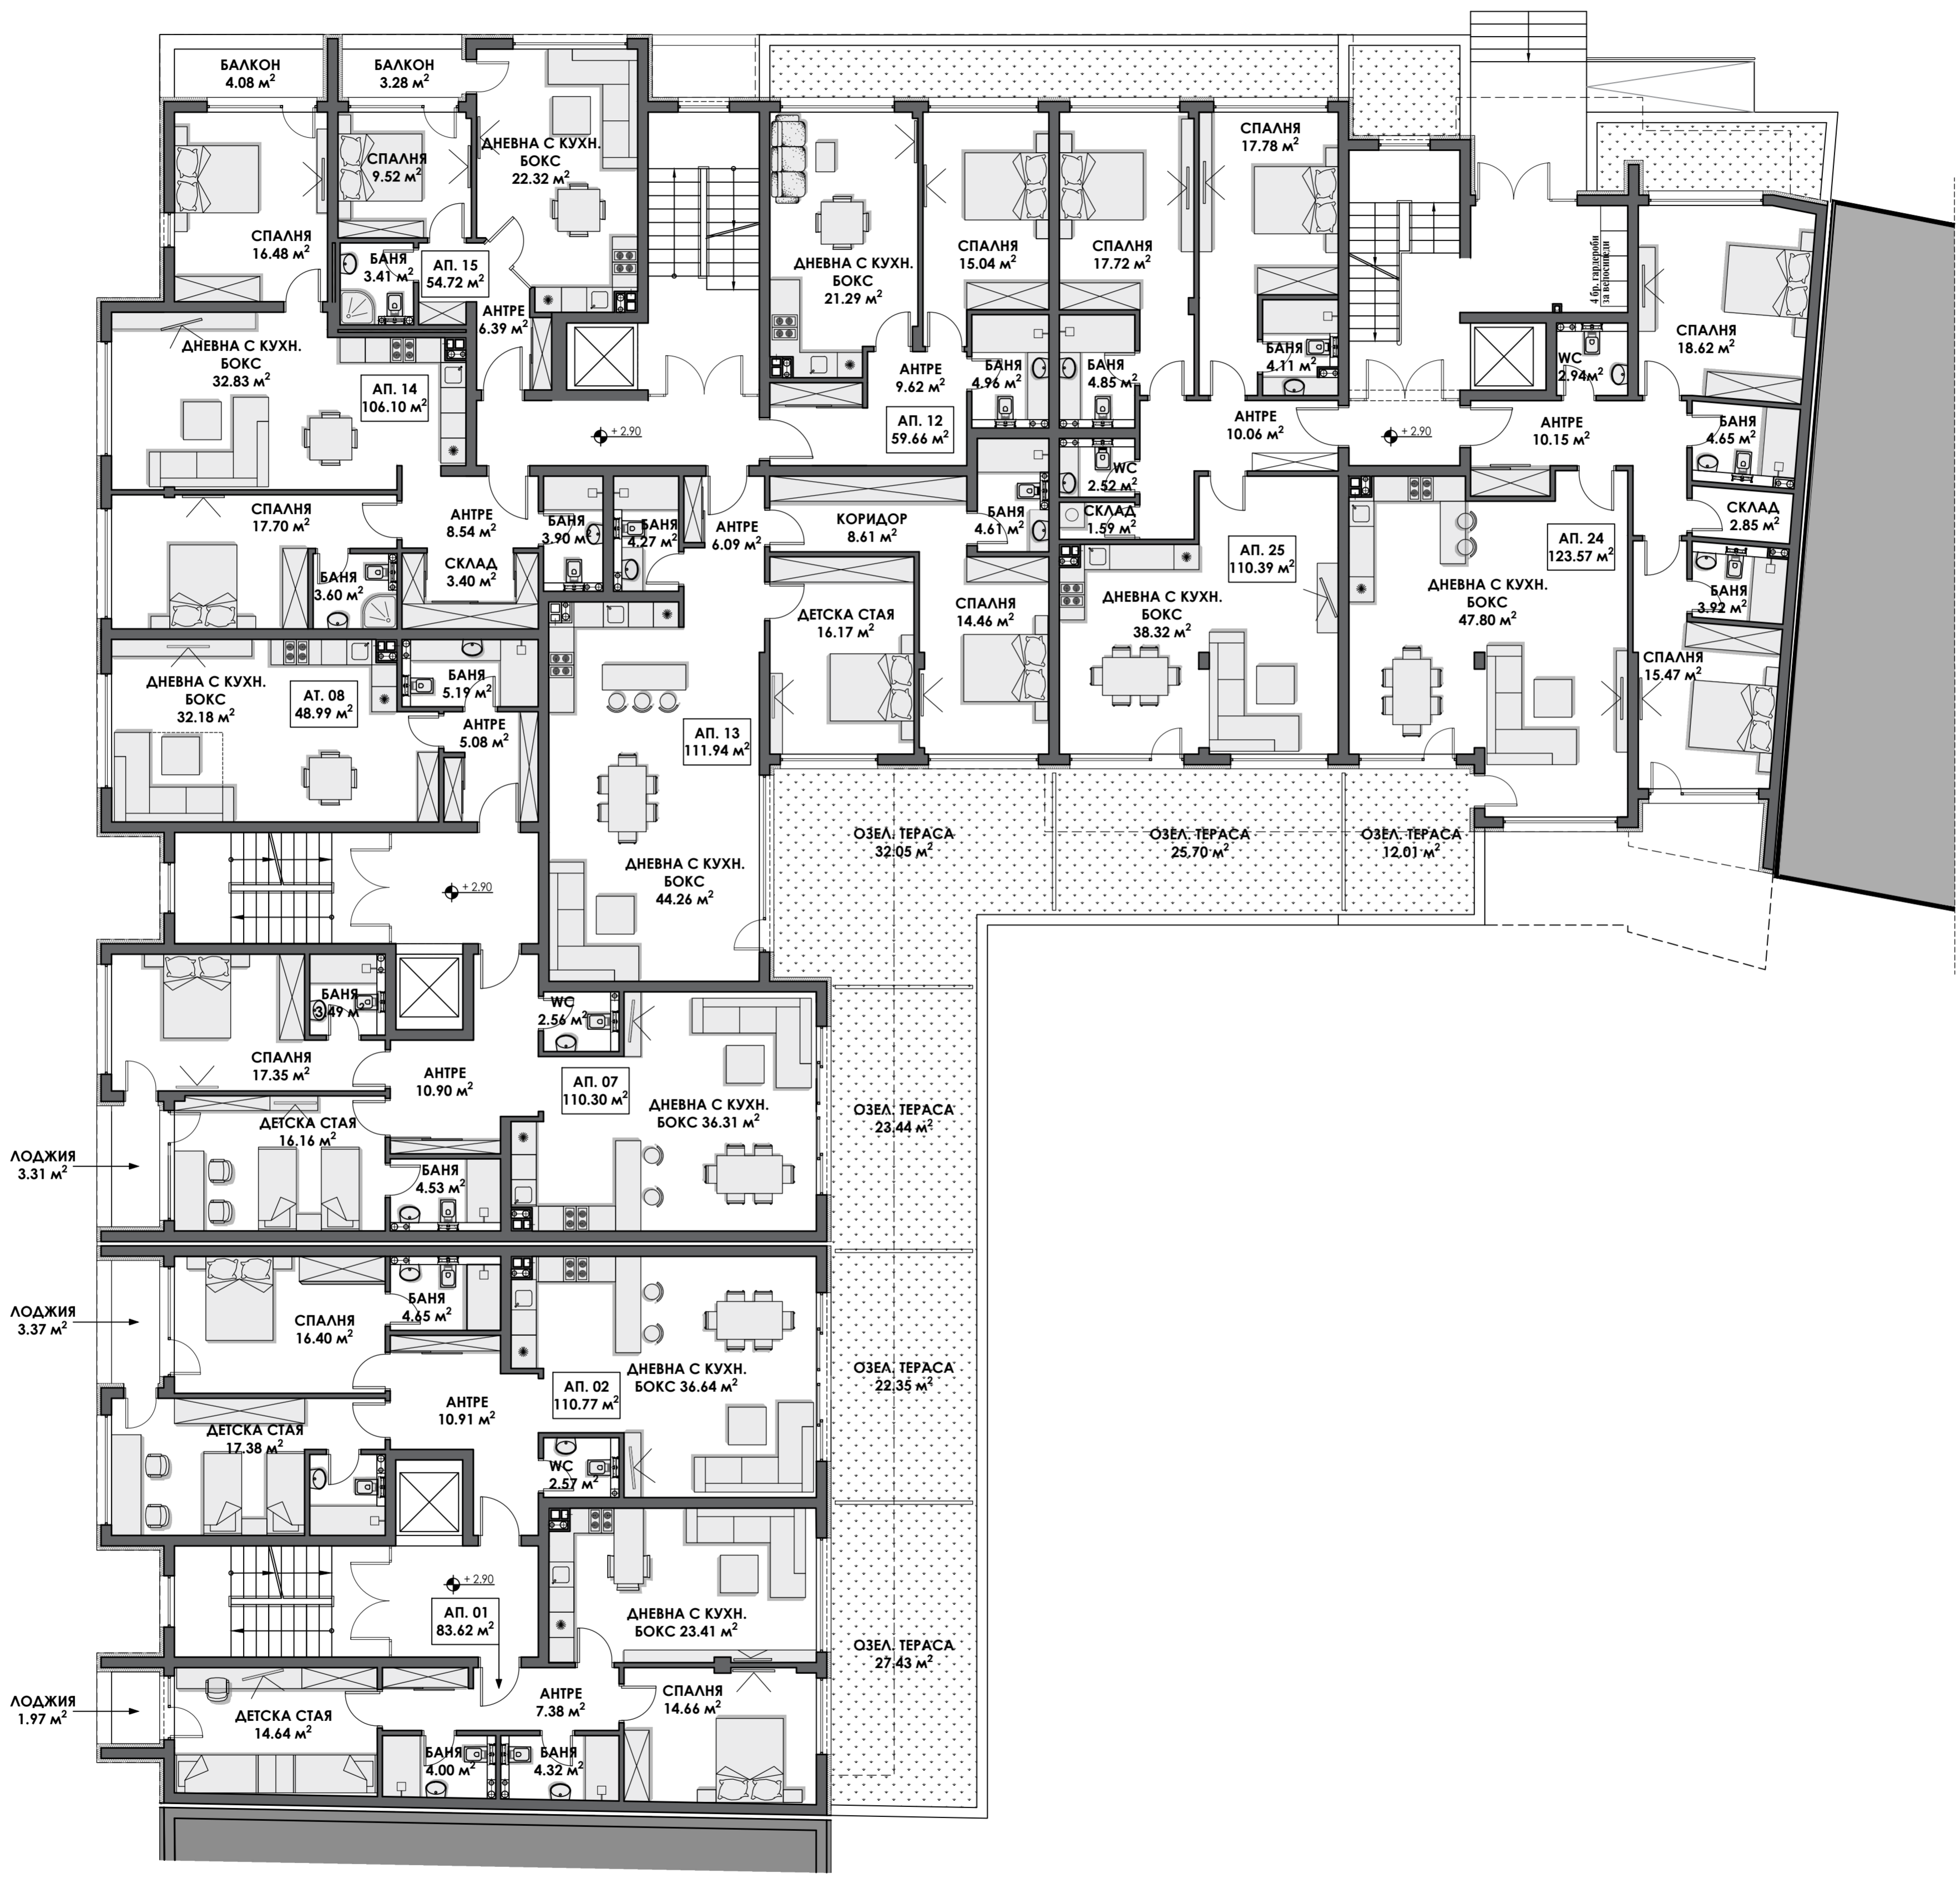 БАЛКОН
4.08 м²
БАЛКОН
3.28 м²
ДНЕВНА С КУХН.
БОКС
22.32 м²
СПАЛНЯ
9.52 м²
СПАЛНЯ
16.48 м²
БАНЯ
3.41 м²
АП. 15
54.72 м²
АНТРЕ
6.39 м²
ДНЕВНА С КУХН.
БОКС
32.83 м²
АП. 14
106.10 м²
ДНЕВНА С КУХН.
БОКС
21.29 м²
СПАЛНЯ
15.04 м²
СПАЛНЯ
17.72 м²
СПАЛНЯ
17.78 м²
АНТРЕ
9.62 м²
БАНЯ
4.96 м²
БАНЯ
4.85 м²
БАНЯ
4.11 м²
АП. 12
59.66 м²
АНТРЕ
10.06 м²
+ 2.90
+ 2.90
4 бр. гардероби
за велосипеди
WC
2.94м²
СПАЛНЯ
18.62 м²
АНТРЕ
10.15 м²
БАНЯ
4.65 м²
СКЛАД
2.85 м²
БАНЯ
3.92 м²
СПАЛНЯ
15.47 м²
АП. 24
123.57 м²
ДНЕВНА С КУХН.
БОКС
47.80 м²
WC
2.52 м²
СКЛАД
1.59 м²
АП. 25
110.39 м²
ДНЕВНА С КУХН.
БОКС
38.32 м²
СПАЛНЯ
17.70 м²
АНТРЕ
8.54 м²
БАНЯ
3.90 м²
БАНЯ
4.27 м²
АНТРЕ
6.09 м²
КОРИДОР
8.61 м²
БАНЯ
4.61 м²
СКЛАД
3.40 м²
БАНЯ
3.60 м²
ДЕТСКА СТАЯ
16.17 м²
СПАЛНЯ
14.46 м²
ДНЕВНА С КУХН.
БОКС
32.18 м²
АТ. 08
48.99 м²
БАНЯ
5.19 м²
АНТРЕ
5.08 м²
АП. 13
111.94 м²
ДНЕВНА С КУХН.
БОКС
44.26 м²
ОЗЕЛ. ТЕРАСА
32.05 м²
ОЗЕЛ. ТЕРАСА
25.70 м²
ОЗЕЛ. ТЕРАСА
12.01 м²
+ 2.90
БАНЯ
3.49 м²
СПАЛНЯ
17.35 м²
WC
2.56 м²
АНТРЕ
10.90 м²
АП. 07
110.30 м²
ДНЕВНА С КУХН.
БОКС 36.31 м²
ОЗЕЛ. ТЕРАСА
23.44 м²
ДЕТСКА СТАЯ
16.16 м²
ЛОДЖИЯ
3.31 м²
БАНЯ
4.53 м²
ЛОДЖИЯ
3.37 м²
СПАЛНЯ
16.40 м²
БАНЯ
4.65 м²
ДНЕВНА С КУХН.
БОКС 36.64 м²
АП. 02
110.77 м²
АНТРЕ
10.91 м²
ОЗЕЛ. ТЕРАСА
22.35 м²
ДЕТСКА СТАЯ
17.38 м²
WC
2.57 м²
+ 2.90
АП. 01
83.62 м²
ДНЕВНА С КУХН.
БОКС 23.41 м²
ОЗЕЛ. ТЕРАСА
27.43 м²
ЛОДЖИЯ
1.97 м²
ДЕТСКА СТАЯ
14.64 м²
АНТРЕ
7.38 м²
СПАЛНЯ
14.66 м²
БАНЯ
4.00 м²
БАНЯ
4.32 м²